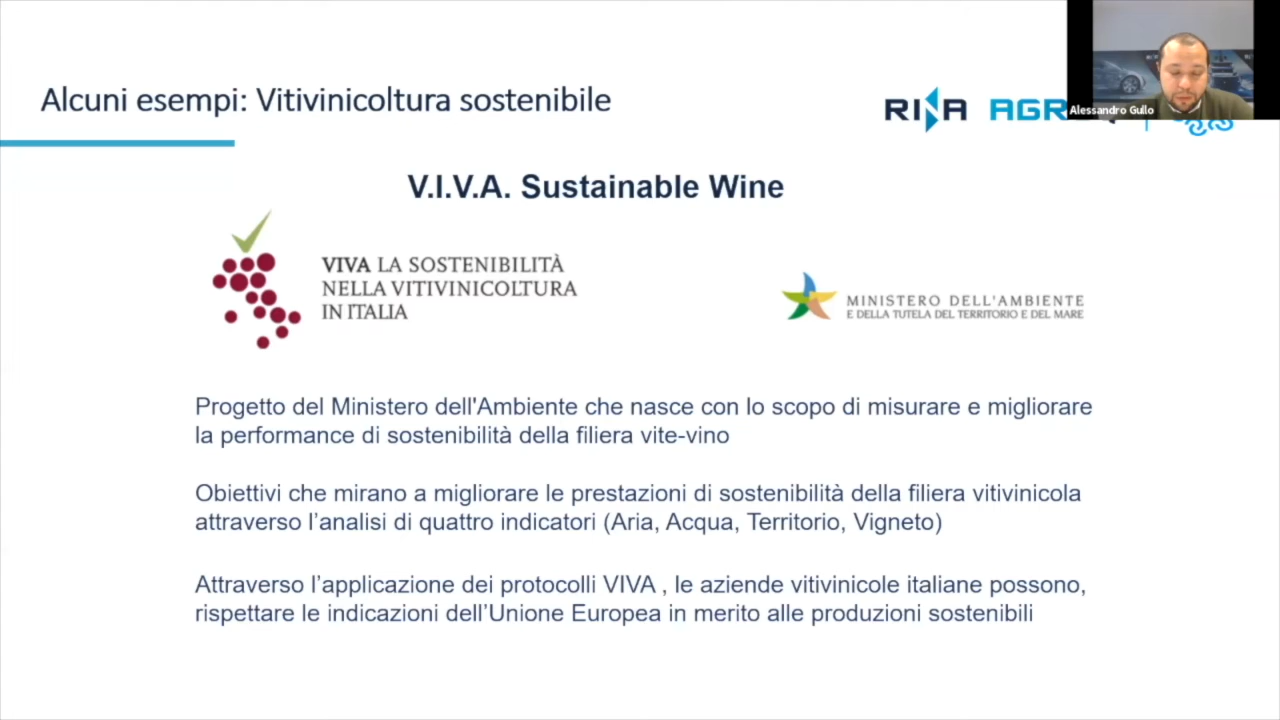 Alcuni esempi: Vitivinicoltura sostenibile
RINA AGR
Alessandro Gullo
V.I.V.A. Sustainable Wine
VIVA LA SOSTENIBILITÀ
NELLA VITIVINICOLTURA
IN ITALIA
MINISTERO DELL'AMBIENTE
E DELLA TUTELA DEL TERRITORIO E DEL MARE
Progetto del Ministero dell'Ambiente che nasce con lo scopo di misurare e migliorare
la performance di sostenibilità della filiera vite-vino
Obiettivi che mirano a migliorare le prestazioni di sostenibilità della filiera vitivinicola
attraverso l’analisi di quattro indicatori (Aria, Acqua, Territorio, Vigneto)
Attraverso l’applicazione dei protocolli VIVA , le aziende vitivinicole italiane possono,
rispettare le indicazioni dell’Unione Europea in merito alle produzioni sostenibili